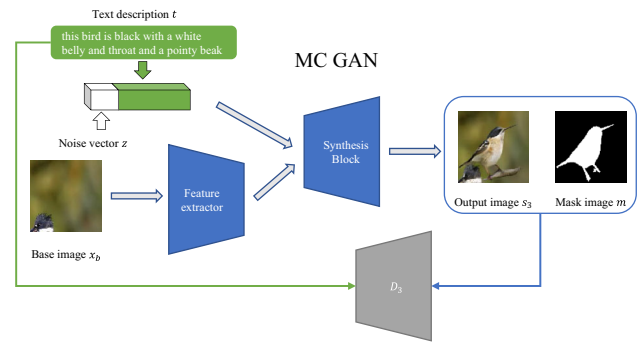 Text description t
this bird is black with a white
belly and throat and a pointy beak
MC GAN
Noise vector z
Synthesis
Block
Feature
extractor
Base image x_b
Output image s_3
Mask image m
D_3